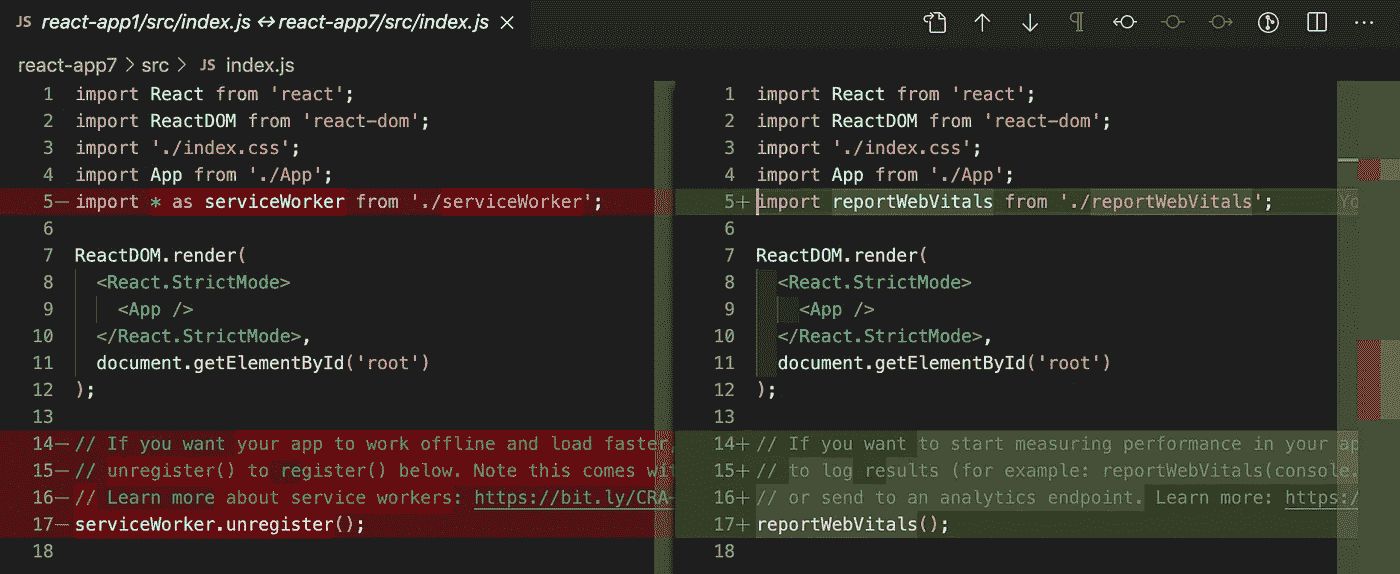 JS react-app1/src/index.js ↔ react-app7/src/index.js ×
react-app7 > src > JS index.js
1 import React from 'react';
2 import ReactDOM from 'react-dom';
3 import './index.css';
4 import App from './App';
5— import * as serviceWorker from './serviceWorker';
6
7 ReactDOM.render(
8 <React.StrictMode>
9 <App />
10 </React.StrictMode>,
11 document.getElementById('root')
12 );
13
14— // If you want your app to work offline and load faster,
15— // unregister() to register() below. Note this comes wit
16— // Learn more about service workers: https://bit.ly/CRA-
17— serviceWorker.unregister();
18
1 import React from 'react';
2 import ReactDOM from 'react-dom';
3 import './index.css';
4 import App from './App';
5+ import reportWebVitals from './reportWebVitals'; Yo
6
7 ReactDOM.render(
8 <React.StrictMode>
9 <App />
10 </React.StrictMode>,
11 document.getElementById('root')
12 );
13
14+ // If you want to start measuring performance in your ap
15+ // to log results (for example: reportWebVitals(console.
16+ // or send to an analytics endpoint. Learn more: https:/
17+ reportWebVitals();
18